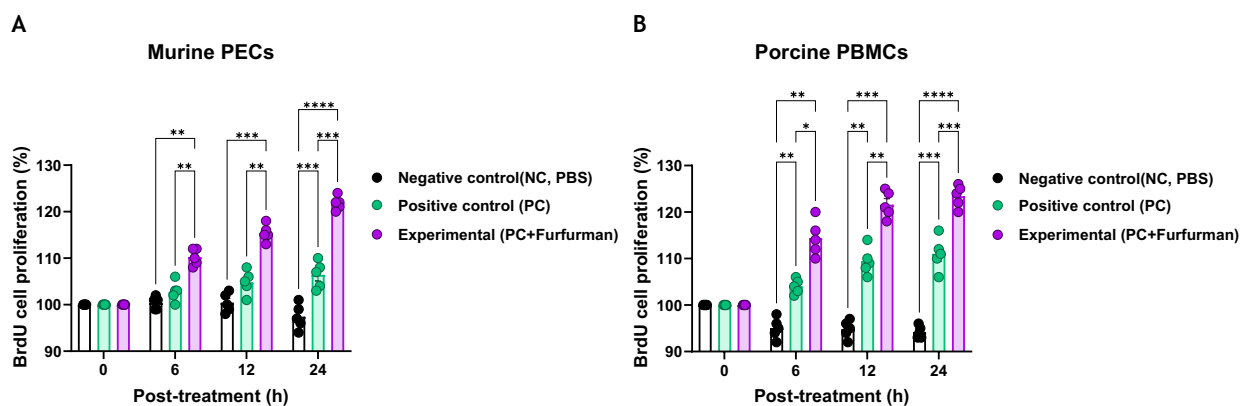 A
Murine PECs
BrdU cell proliferation (%)
130
120
110
100
90
**
**
***
**
****
***
***
0
6
12
24
Post-treatment (h)
Negative control(NC, PBS)
Positive control (PC)
Experimental (PC+Furfurman)
B
Porcine PBMCs
BrdU cell proliferation (%)
130
120
110
100
90
**
*
**
***
**
**
****
***
***
0
6
12
24
Post-treatment (h)
Negative control(NC, PBS)
Positive control (PC)
Experimental (PC+Furfurman)